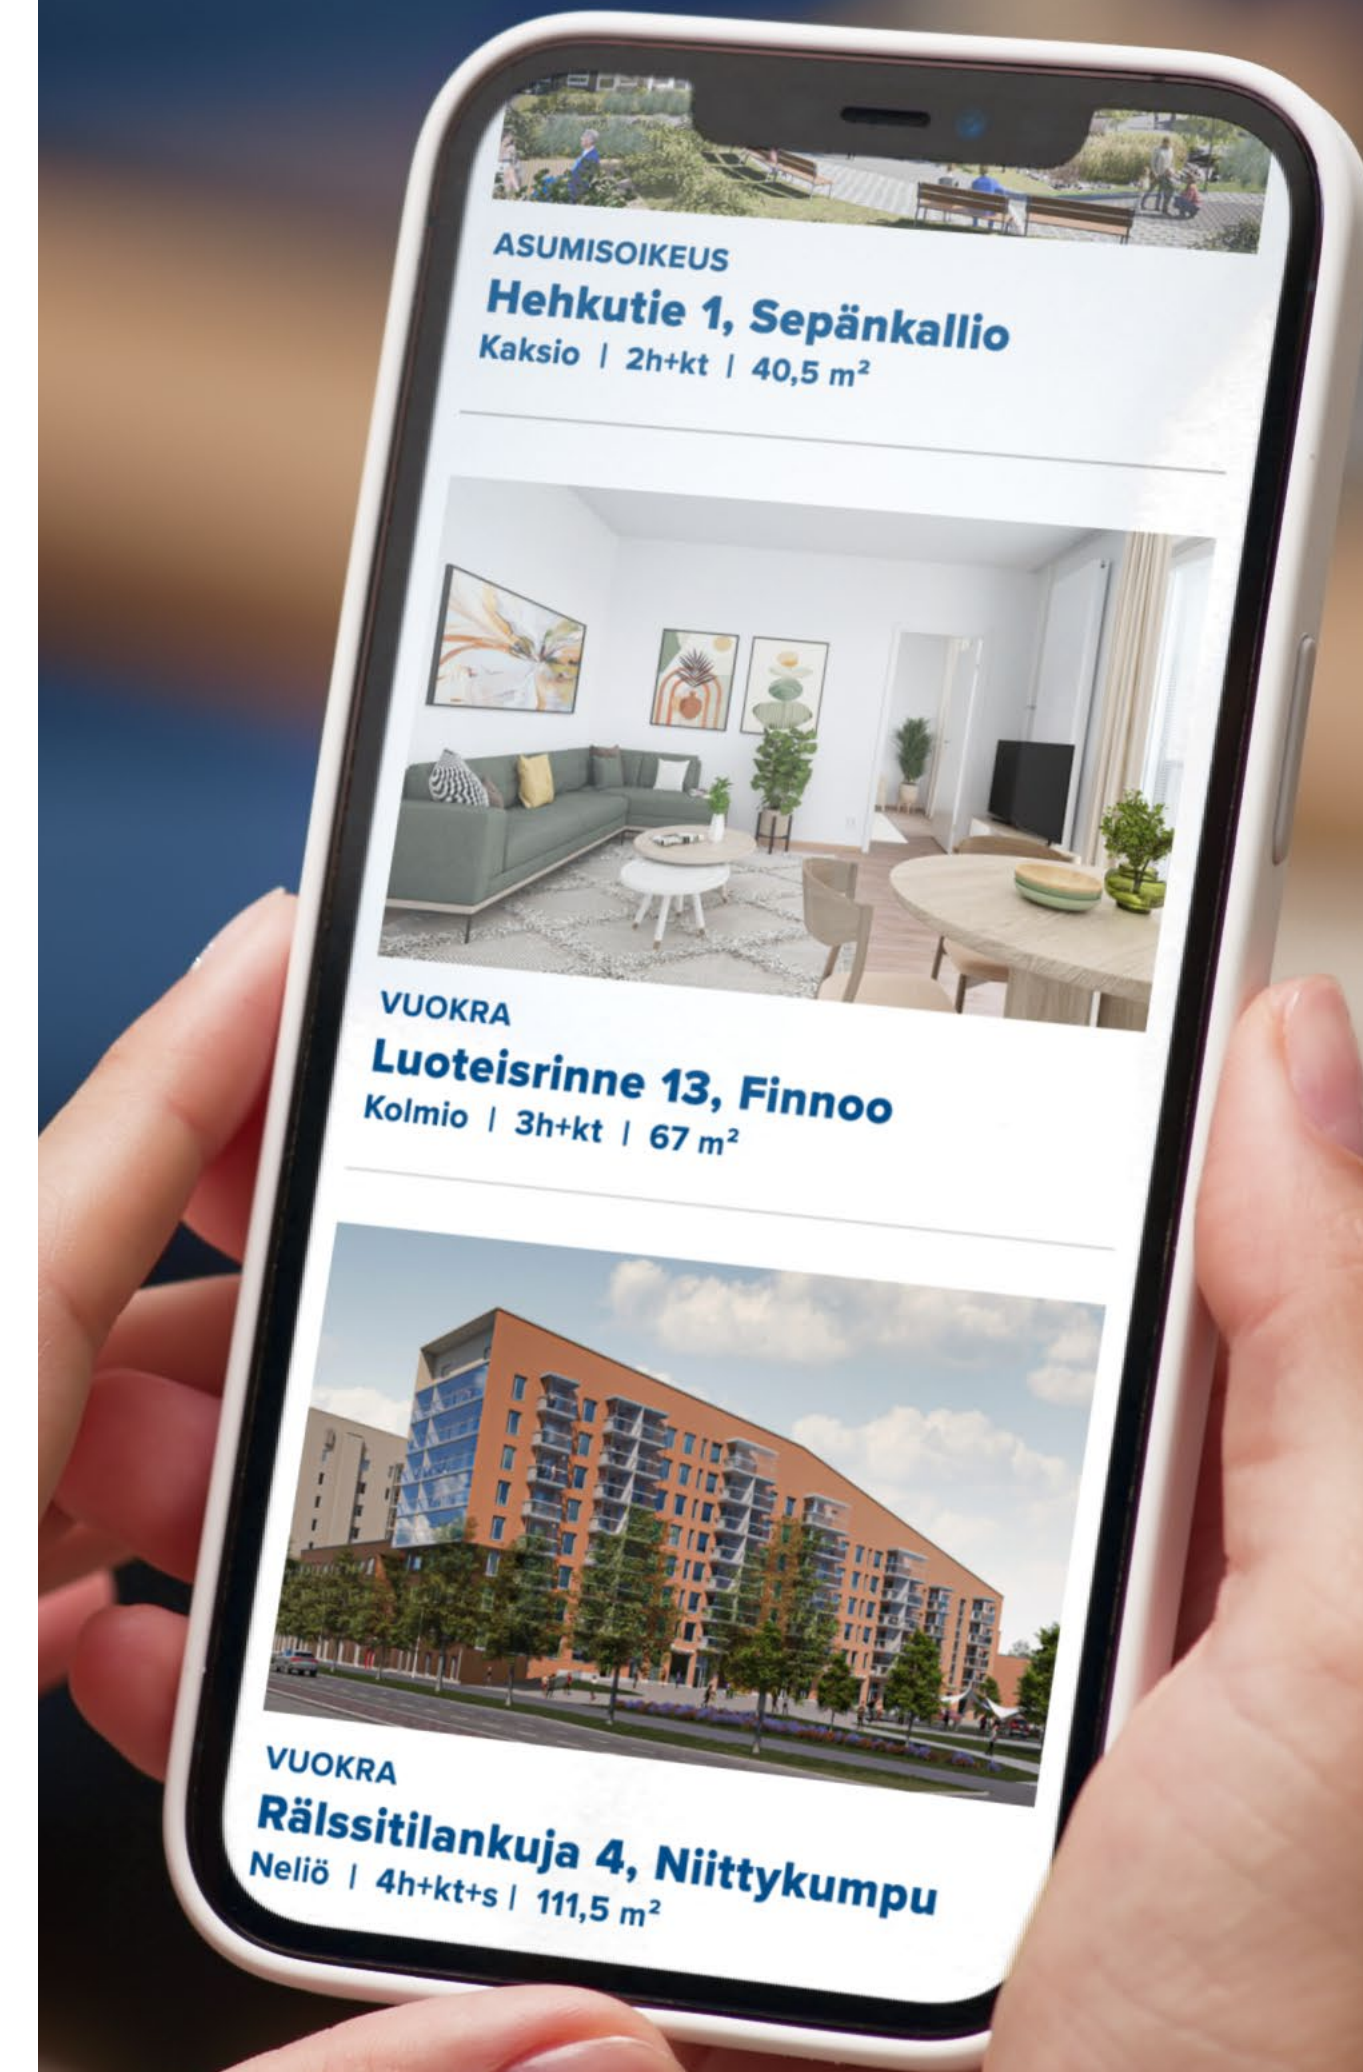 ASUMISOIKEUS
Hehkutie 1, Sepänkallio
Kaksio | 2h+kt | 40,5 m²
VUOKRA
Luoteisrinne 13, Finnoo
Kolmio | 3h+kt | 67 m²
VUOKRA
Rälssitilankuja 4, Niittykumpu
Neliö | 4h+kt+s | 111,5 m²